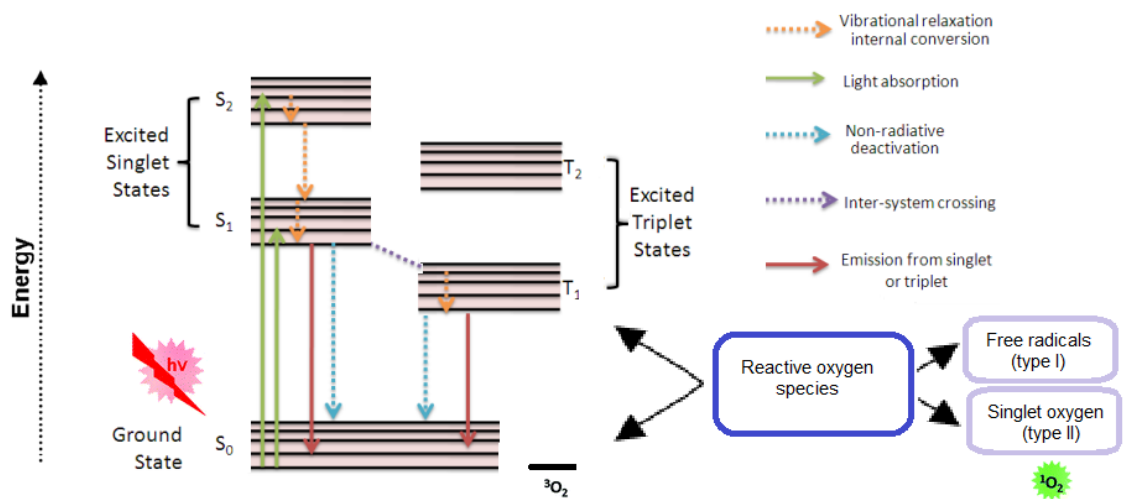 Energy
Excited
Singlet
States
S2
S1
hν
Ground
State
S0
T2
T1
Excited
Triplet
States
³O₂
Vibrational relaxation
internal conversion
Light absorption
Non-radiative
deactivation
Inter-system crossing
Emission from singlet
or triplet
Reactive oxygen
species
Free radicals
(type I)
Singlet oxygen
(type II)
¹O₂